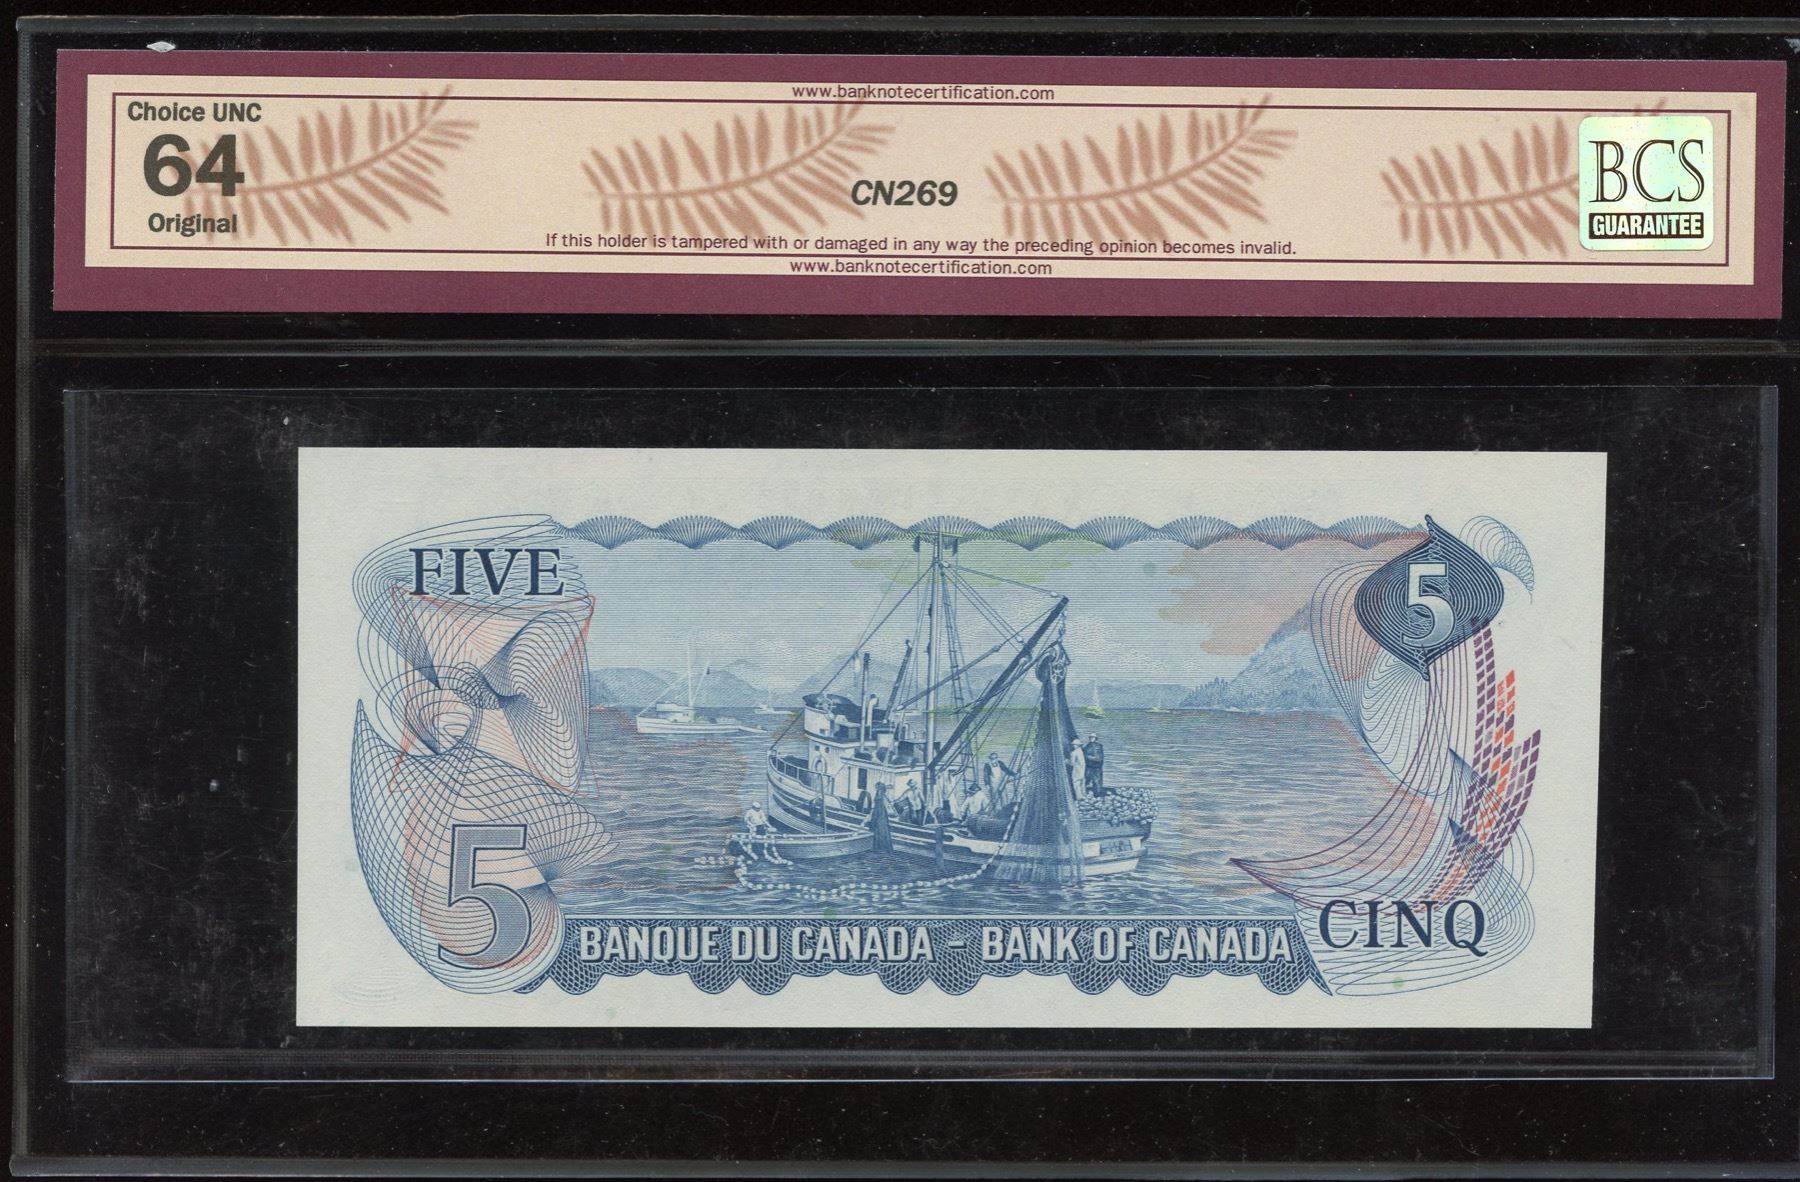 www.banknotecertification.com
Choice UNC
64
Original
CN269
BCS
GUARANTEE
If this holder is tampered with or damaged in any way the preceding opinion becomes invalid.
www.banknotecertification.com
FIVE
5
5
BANQUE DU CANADA - BANK OF CANADA
CINQ